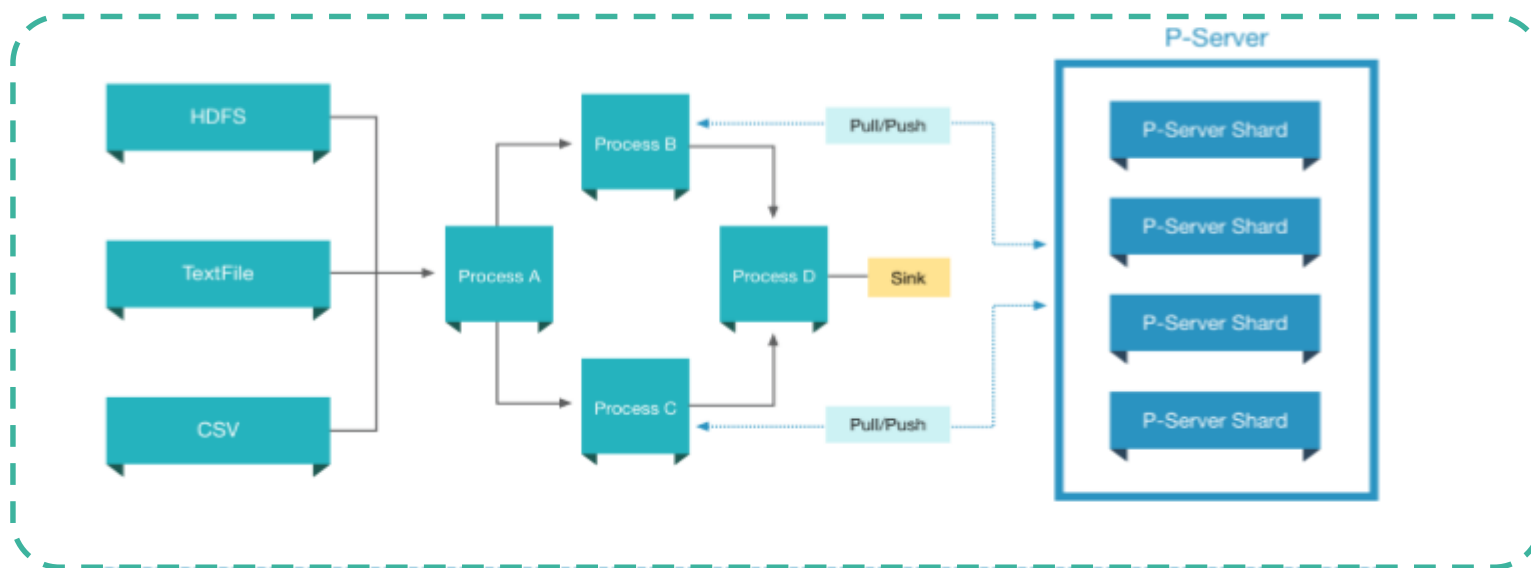 P-Server
HDFS
TextFile
CSV
Process A
Process B
Process C
Process D
Pull/Push
Pull/Push
Sink
P-Server Shard
P-Server Shard
P-Server Shard
P-Server Shard